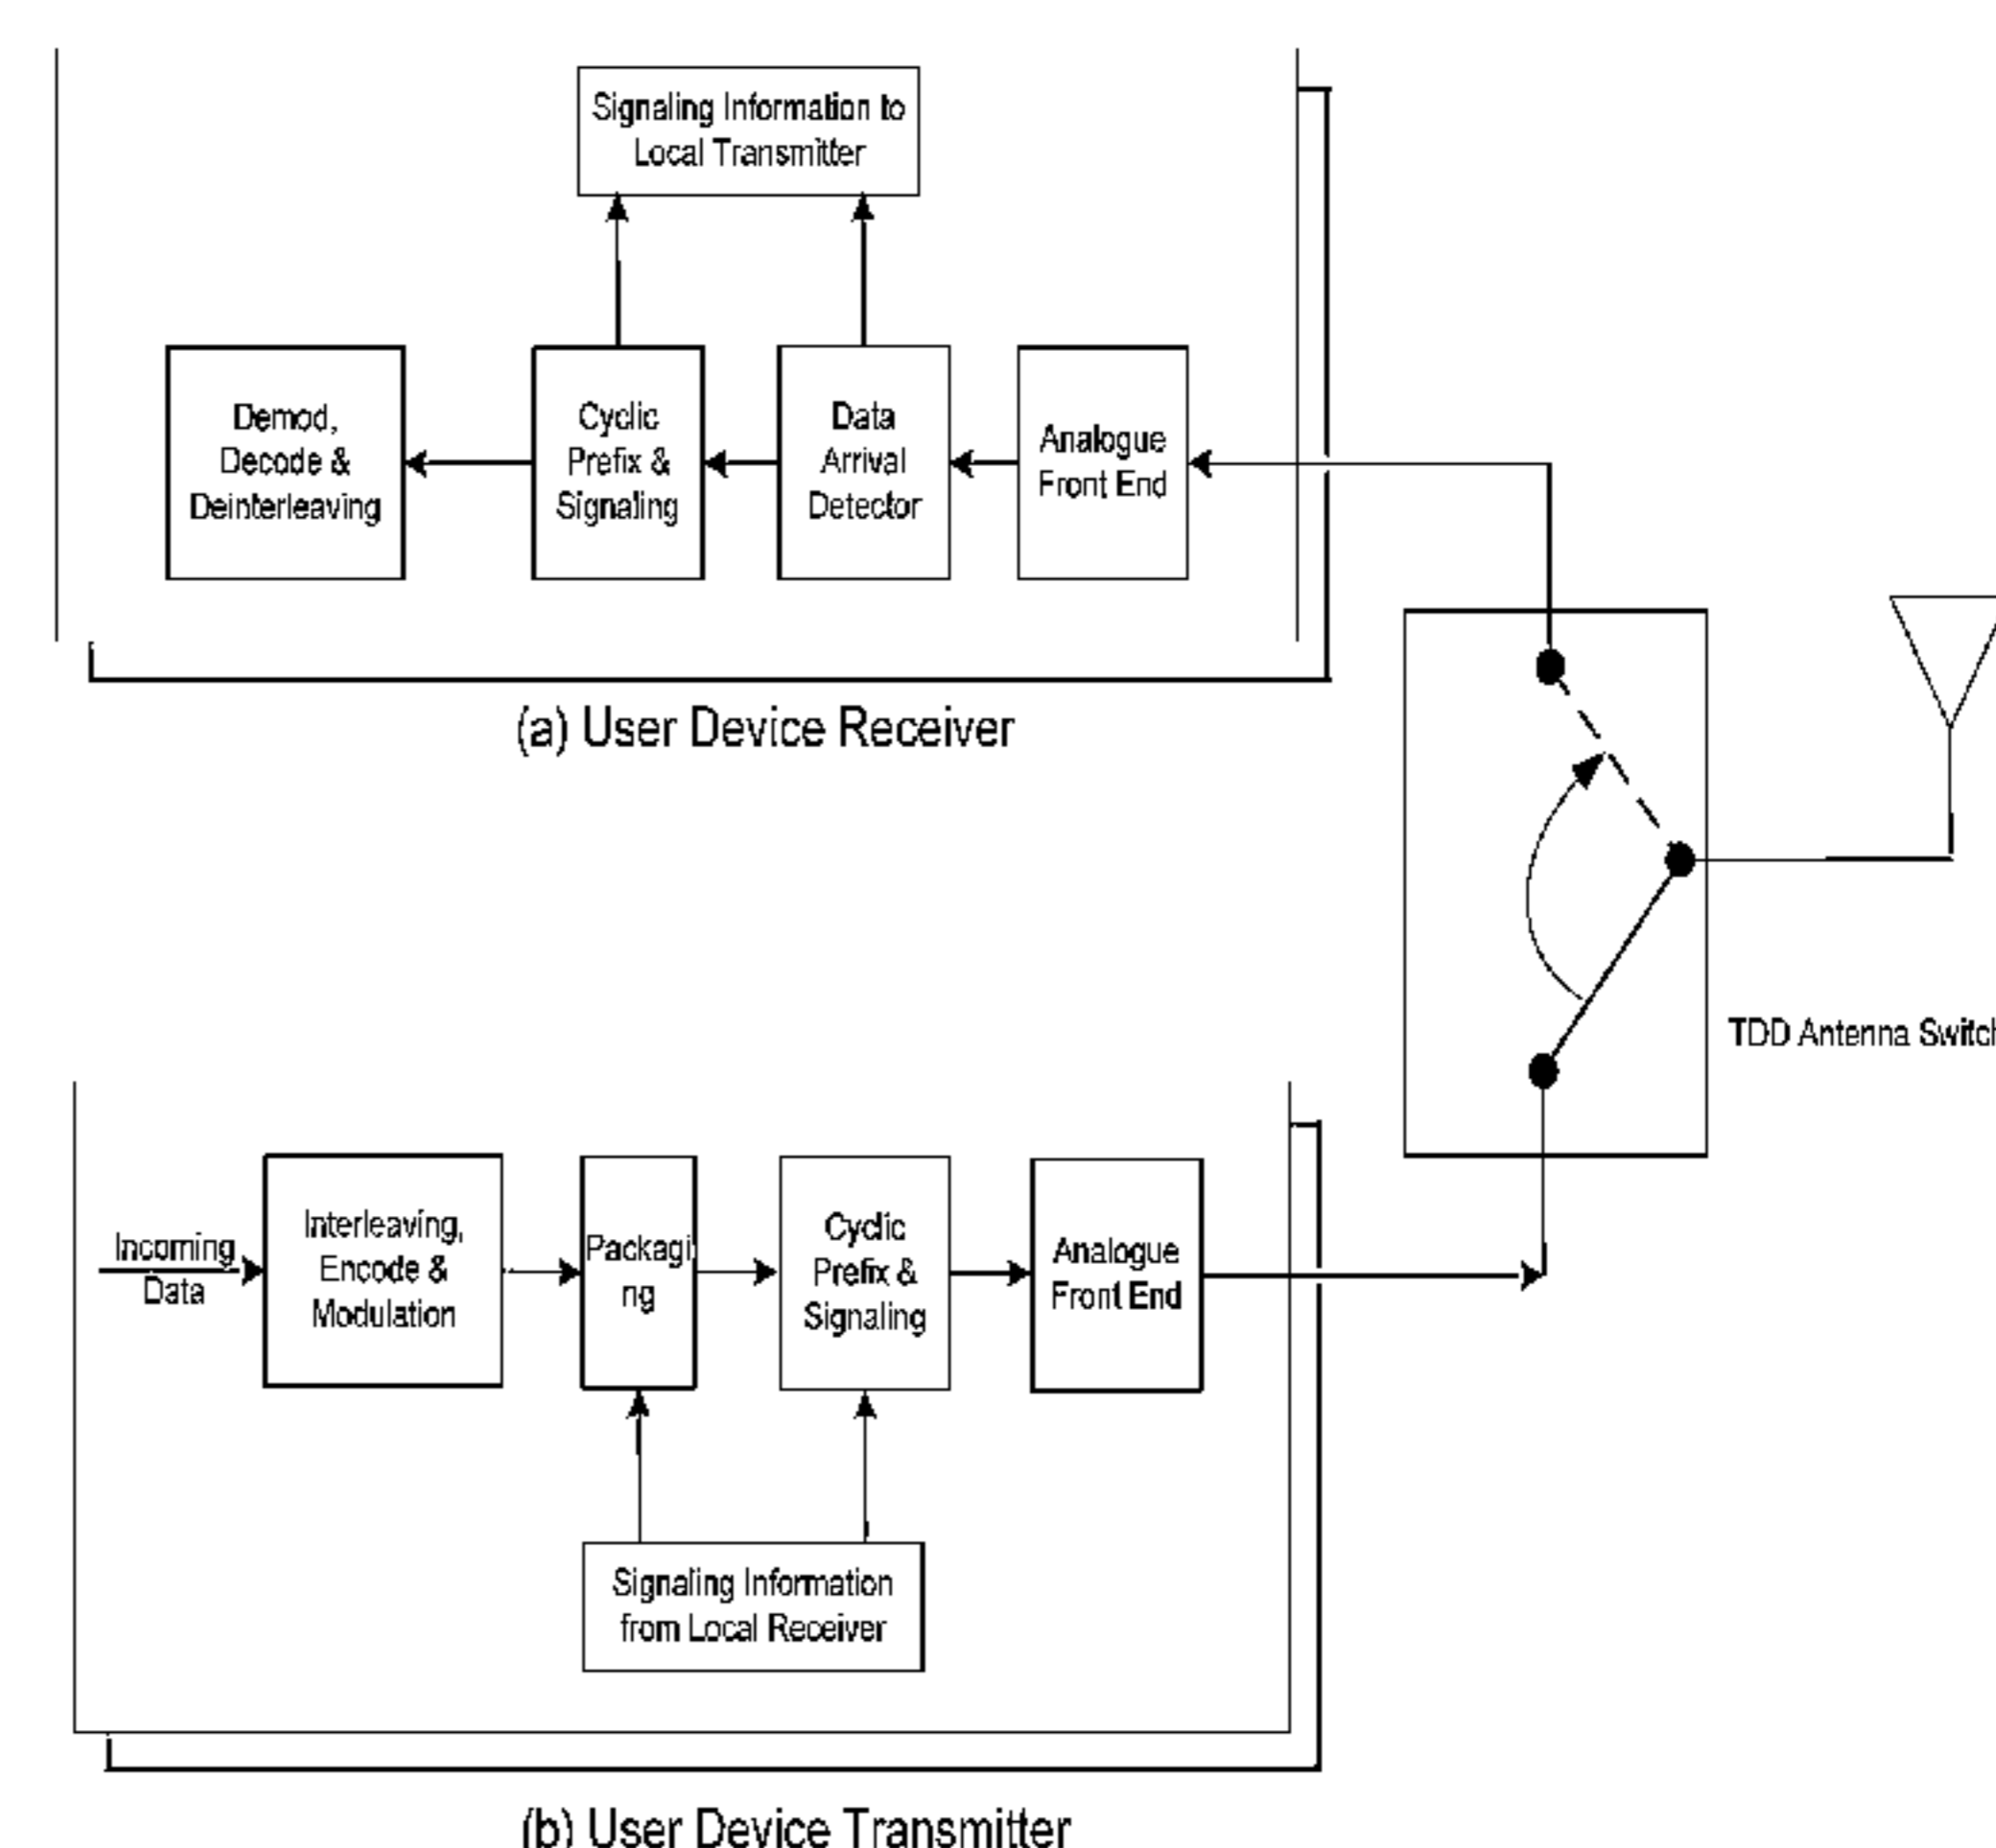 Signaling Information to
Local Transmitter
Demod,
Decode &
Deinterleaving
Cyclic
Prefix &
Signaling
Data
Arrival
Detector
Analogue
Front End
(a) User Device Receiver
TDD Antenna Switch
Incoming
Data
Interleaving,
Encode &
Modulation
Packagi
ng
Cyclic
Prefix &
Signaling
Analogue
Front End
Signaling Information
from Local Receiver
(b) User Device Transmitter